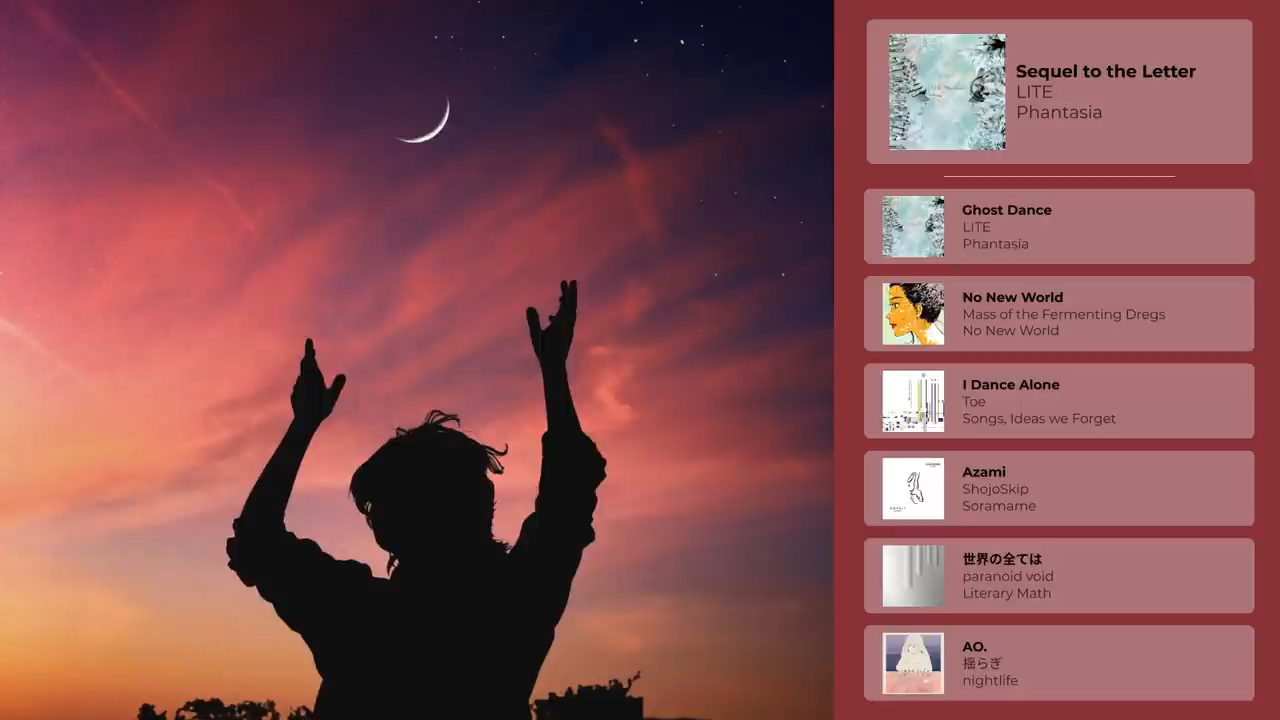 Sequel to the Letter
LITE
Phantasia
Ghost Dance
LITE
Phantasia
No New World
Mass of the Fermenting Dregs
No New World
I Dance Alone
Toe
Songs, Ideas we Forget
Azami
ShojoSkip
Soramame
世界の全ては
paranoid void
Literary Math
AO.
揺らぎ
nightlife